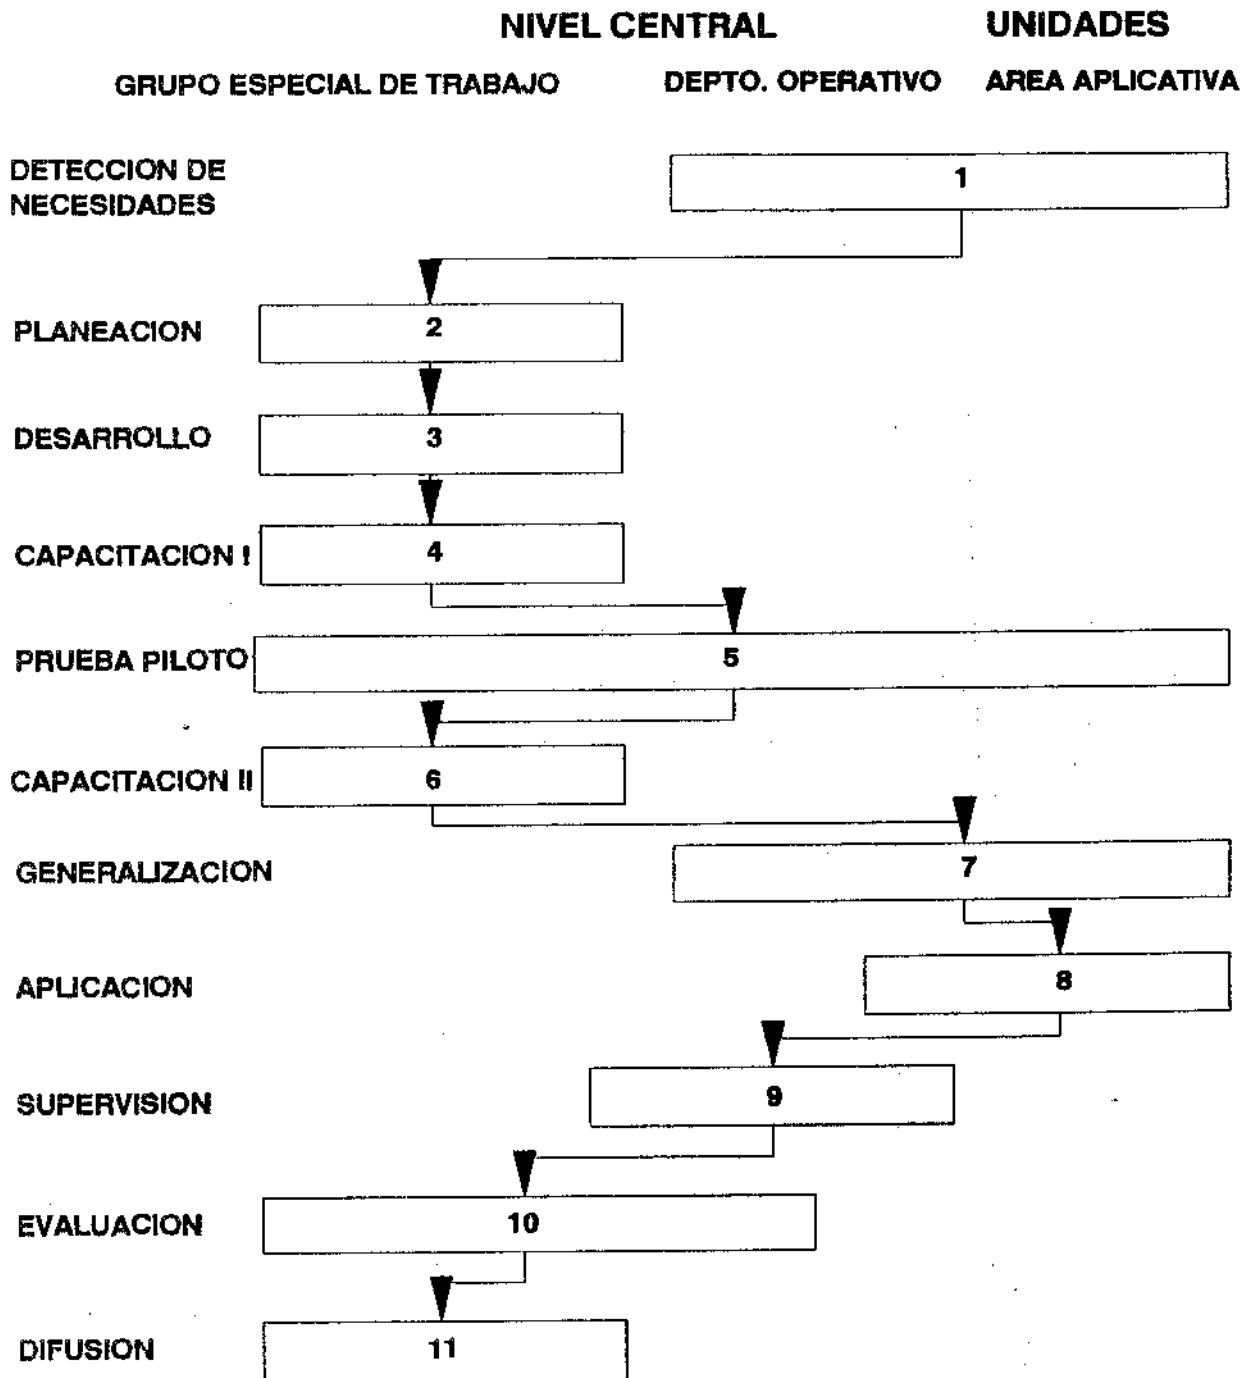 NIVEL CENTRAL UNIDADES
GRUPO ESPECIAL DE TRABAJO DEPTO. OPERATIVO AREA APLICATIVA
DETECCION DE
NECESIDADES
1
PLANEACION 2
DESARROLLO 3
CAPACITACION I 4
PRUEBA PILOTO 5
CAPACITACION II 6
GENERALIZACION 7
APLICACION 8
SUPERVISION 9
EVALUACION 10
DIFUSION 11